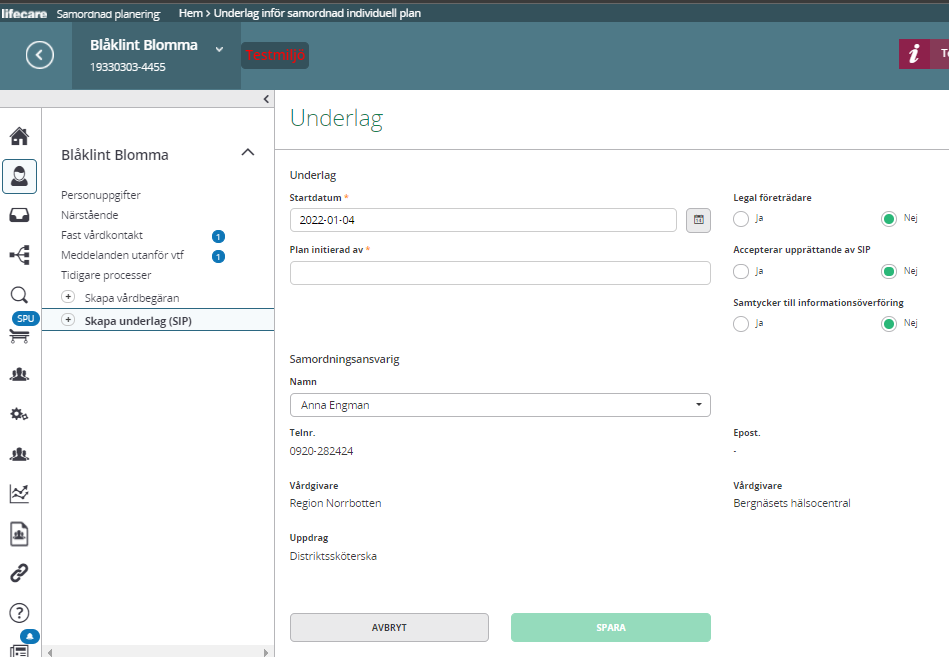 lifecare Samordnad planering Hem > Underlag inför samordnad individuell plan
Blåklint Blomma
19330303-4455
Testmiljö
i
Underlag
Blåklint Blomma
Personuppgifter
Närstående
Fast vårdkontakt 1
Meddelanden utanför vtf 1
Tidigare processer
Skapa vårdbegäran
Skapa underlag (SIP)
SPU
Underlag
Startdatum *
2022-01-04
Plan initierad av *
Legal företrädare
Ja Nej
Accepterar upprättande av SIP
Ja Nej
Samtycker till informationsöverföring
Ja Nej
Samordningsansvarig
Namn
Anna Engman
Telnr.
0920-282424
Epost.
-
Vårdgivare
Region Norrbotten
Vårdgivare
Bergnäsets hälsocentral
Uppdrag
Distriktssköterska
AVBRYT
SPARA